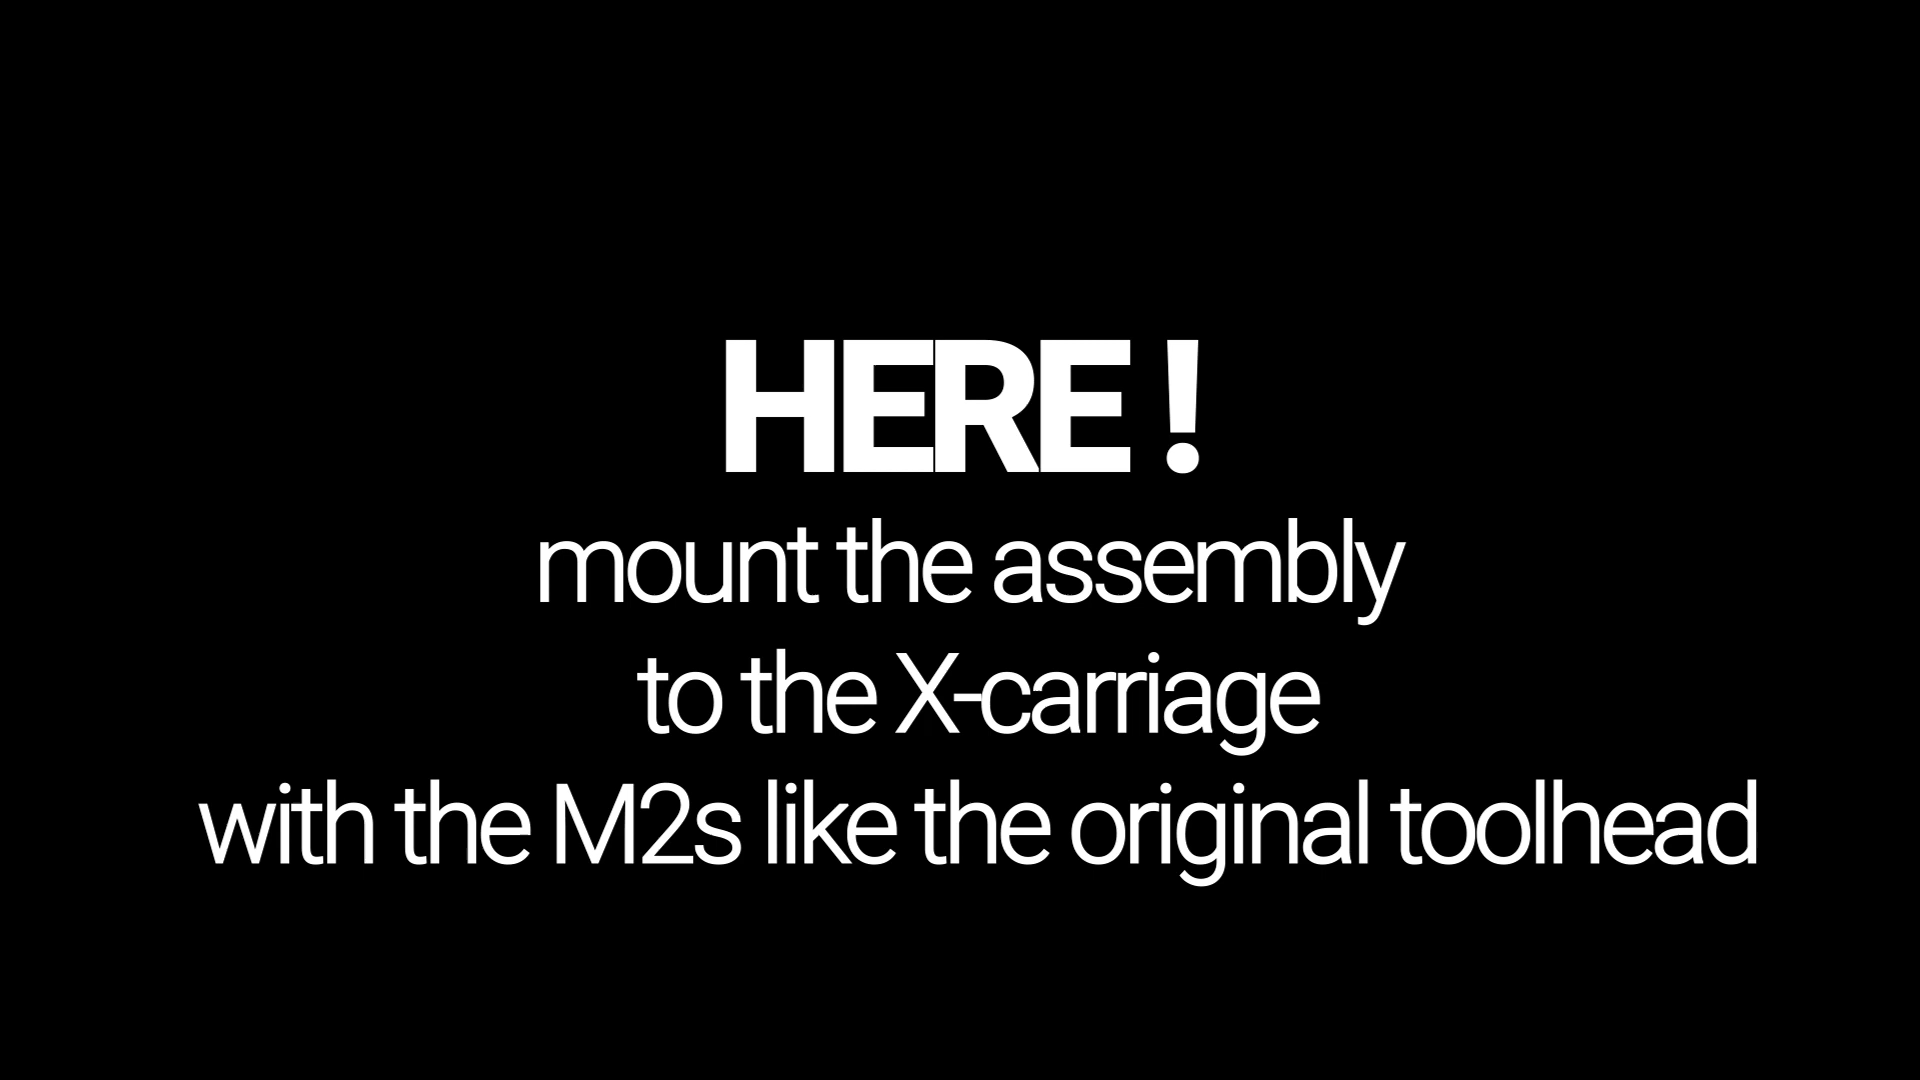 HERE !
mount the assembly
to the X-carriage
with the M2s like the original toolhead